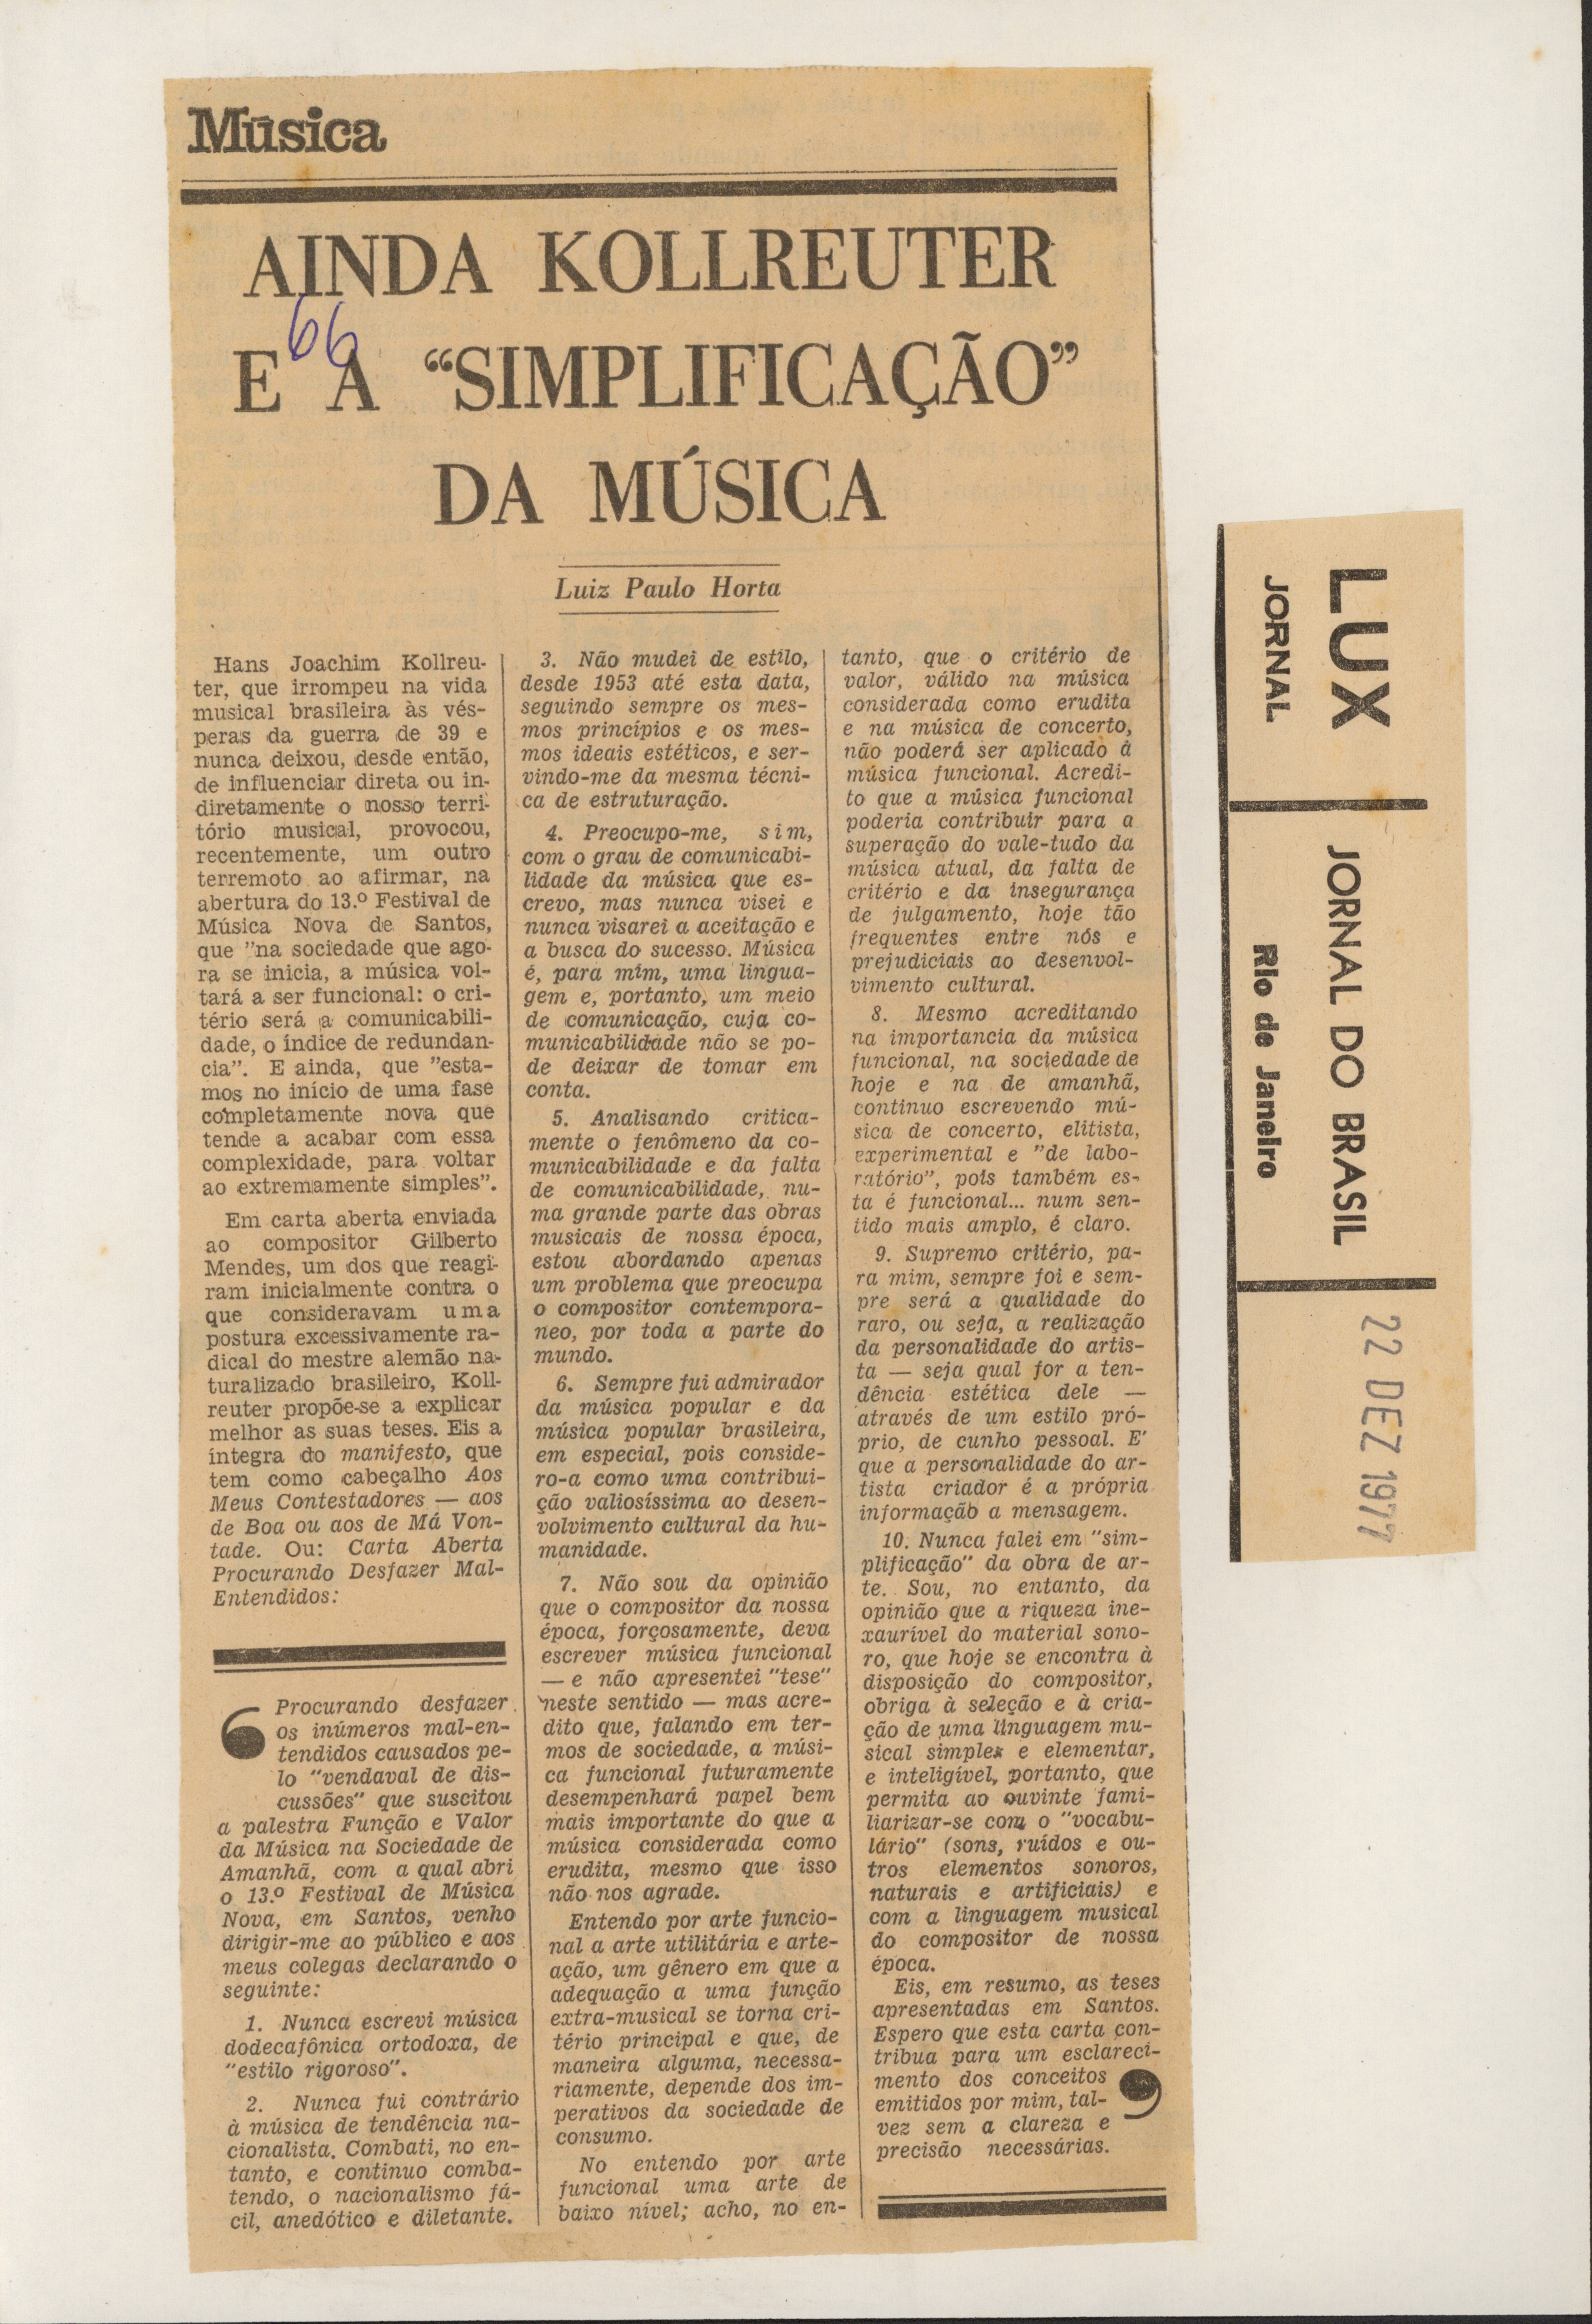 Música
AINDA KOLLREUTER
66
E A “SIMPLIFICAÇÃO”
DA MÚSICA
Luiz Paulo Horta
Hans Joachim Kollreu-
ter, que irrompeu na vida
musical brasileira às vés-
peras da guerra de 39 e
nunca deixou, desde então,
de influenciar direta ou in-
diretamente o nosso terri-
tório musical, provocou,
recentemente, um outro
terremoto ao afirmar, na
abertura do 13.º Festival de
Música Nova de Santos,
que "na sociedade que ago-
ra se inicia, a música vol-
tará a ser funcional: o cri-
tério será a comunicabili-
dade, o índice de redundan-
cia". E ainda, que "esta-
mos no início de uma fase
completamente nova que
tende a acabar com essa
complexidade, para voltar
ao extremamente simples".
Em carta aberta enviada
ao compositor Gilberto
Mendes, um dos que reagi-
ram inicialmente contra o
que consideravam uma
postura excessivamente ra-
dical do mestre alemão na-
turalizado brasileiro, Koll-
reuter propõe-se a explicar
melhor as suas teses. Eis a
íntegra do manifesto, que
tem como cabeçalho Aos
Meus Contestadores — aos
de Boa ou aos de Má Von-
tade. Ou: Carta Aberta
Procurando Desfazer Mal-
Entendidos:
Procurando desfazer
os inúmeros mal-en-
tendidos causados pe-
lo "vendaval de dis-
cussões" que suscitou
a palestra Função e Valor
da Música na Sociedade de
Amanhã, com a qual abri
o 13.º Festival de Música
Nova, em Santos, venho
dirigir-me ao público e aos
meus colegas declarando o
seguinte:
1. Nunca escrevi música
dodecafônica ortodoxa, de
"estilo rigoroso".
2. Nunca fui contrário
à música de tendência na-
cionalista. Combati, no en-
tanto, e continuo comba-
tendo, o nacionalismo fá-
cil, anedótico e diletante.
3. Não mudei de estilo,
desde 1953 até esta data,
seguindo sempre os mes-
mos princípios e os mes-
mos ideais estéticos, e ser-
vindo-me da mesma técni-
ca de estruturação.
4. Preocupo-me, sim,
com o grau de comunicabi-
lidade da música que es-
crevo, mas nunca visei e
nunca visarei a aceitação e
a busca do sucesso. Música
é, para mim, uma lingua-
gem e, portanto, um meio
de comunicação, cuja co-
municabilidade não se po-
de deixar de tomar em
conta.
5. Analisando critica-
mente o fenômeno da co-
municabilidade e da falta
de comunicabilidade, nu-
ma grande parte das obras
musicais de nossa época,
estou abordando apenas
um problema que preocupa
o compositor contempora-
neo, por toda a parte do
mundo.
6. Sempre fui admirador
da música popular e da
música popular brasileira,
em especial, pois conside-
ro-a como uma contribui-
ção valiosíssima ao desen-
volvimento cultural da hu-
manidade.
7. Não sou da opinião
que o compositor da nossa
época, forçosamente, deva
escrever música funcional
— e não apresentei "tese"
neste sentido — mas acre-
dito que, falando em ter-
mos de sociedade, a músi-
ca funcional futuramente
desempenhará papel bem
mais importante do que a
música considerada como
erudita, mesmo que isso
não nos agrade.
Entendo por arte funcio-
nal a arte utilitária e arte-
ação, um gênero em que a
adequação a uma função
extra-musical se torna cri-
tério principal e que, de
maneira alguma, necessa-
riamente, depende dos im-
perativos da sociedade de
consumo.
No entendo por arte
funcional uma arte de
baixo nível; acho, no en-
tanto, que o critério de
valor, válido na música
considerada como erudita
e na música de concerto,
não poderá ser aplicado à
música funcional. Acredi-
to que a música funcional
poderia contribuir para a
superação do vale-tudo da
música atual, da falta de
critério e da insegurança
de julgamento, hoje tão
frequentes entre nós e
prejudiciais ao desenvol-
vimento cultural.
8. Mesmo acreditando
na importancia da música
funcional, na sociedade de
hoje e na de amanhã,
continuo escrevendo mú-
sica de concerto, elitista,
experimental e "de labo-
ratório", pois também es-
ta é funcional... num sen-
tido mais amplo, é claro.
9. Supremo critério, pa-
ra mim, sempre foi e sem-
pre será a qualidade do
raro, ou seja, a realização
da personalidade do artis-
ta — seja qual for a ten-
dência estética dele —
através de um estilo pró-
prio, de cunho pessoal. E'
que a personalidade do ar-
tista criador é a própria
informação a mensagem.
10. Nunca falei em "sim-
plificação" da obra de ar-
te. Sou, no entanto, da
opinião que a riqueza ine-
xaurível do material sono-
ro, que hoje se encontra à
disposição do compositor,
obriga à seleção e à cria-
ção de uma linguagem mu-
sical simples e elementar,
e inteligível, portanto, que
permita ao ouvinte fami-
liarizar-se com o "vocabu-
lário" (sons, ruídos e ou-
tros elementos sonoros,
naturais e artificiais) e
com a linguagem musical
do compositor de nossa
época.
Eis, em resumo, as teses
apresentadas em Santos.
Espero que esta carta con-
tribua para um esclareci-
mento dos conceitos
emitidos por mim, tal-
vez sem a clareza e
precisão necessárias.
LUX
JORNAL
JORNAL DO BRASIL
Rio de Janeiro
22 DEZ 1977